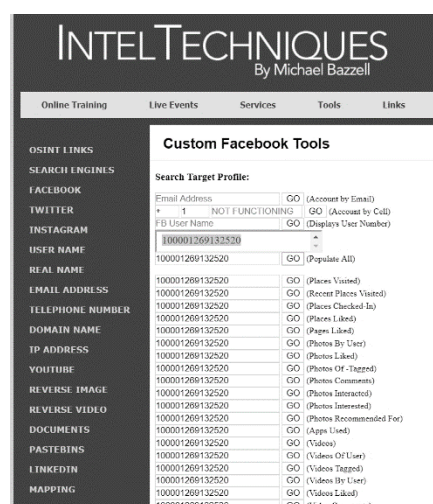 INTELTECHNIQUES
By Michael Bazzell
Online Training Live Events Services Tools Links
OSINT LINKS
SEARCH ENGINES
FACEBOOK
TWITTER
INSTAGRAM
USER NAME
REAL NAME
EMAIL ADDRESS
TELEPHONE NUMBER
DOMAIN NAME
IP ADDRESS
YOUTUBE
REVERSE IMAGE
REVERSE VIDEO
DOCUMENTS
PASTEBINS
LINKEDIN
MAPPING
Custom Facebook Tools
Search Target Profile:
Email Address GO (Account by Email)
+ 1 NOT FUNCTIONING GO (Account by Cell)
FB User Name GO (Displays User Number)
100001269132520
100001269132520 GO (Populate All)
100001269132520 GO (Places Visited)
100001269132520 GO (Recent Places Visited)
100001269132520 GO (Places Checked-In)
100001269132520 GO (Places Liked)
100001269132520 GO (Pages Liked)
100001269132520 GO (Photos By User)
100001269132520 GO (Photos Liked)
100001269132520 GO (Photos Of -Tagged)
100001269132520 GO (Photos Comments)
100001269132520 GO (Photos Interacted)
100001269132520 GO (Photos Interested)
100001269132520 GO (Photos Recommended For)
100001269132520 GO (Apps Used)
100001269132520 GO (Videos)
100001269132520 GO (Videos Of User)
100001269132520 GO (Videos Tagged)
100001269132520 GO (Videos By User)
100001269132520 GO (Videos Liked)